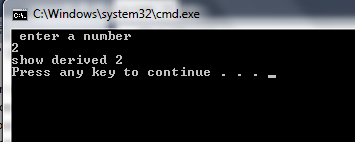 C:\Windows\system32\cmd.exe
enter a number
2
show derived 2
Press any key to continue . . . _